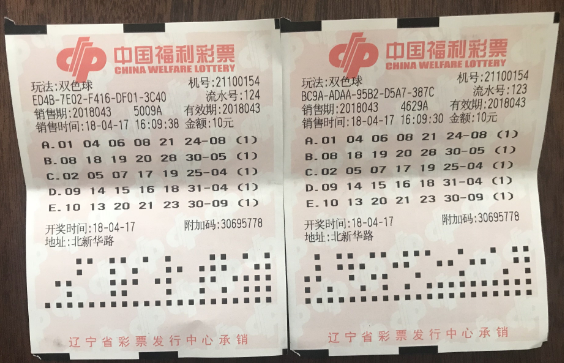 中国福利彩票
CHINA WELFARE LOTTERY
玩法:双色球 机号:21100154
ED4B-7E02-F416-DF01-3C40 流水号:124
销售期:2018043 5009A 有效期:2018043
销售时间:18-04-17 16:09:38 金额:10元
A.01 04 06 08 21 24-08 (1)
B.08 18 19 20 28 30-05 (1)
C.02 05 07 17 19 25-04 (1)
D.09 14 15 16 18 31-04 (1)
E.10 13 20 21 23 30-09 (1)
开奖时间:18-04-17 附加码:30695778
地址:北新华路
辽宁省彩票发行中心承销
中国福利彩票
CHINA WELFARE LOTTERY
玩法:双色球 机号:21100154
BC9A-ADAA-95B2-D5A7-387C 流水号:123
销售期:2018043 4629A 有效期:2018043
销售时间:18-04-17 16:09:30 金额:10元
A.01 04 06 08 21 24-08 (1)
B.08 18 19 20 28 30-05 (1)
C.02 05 07 17 19 25-04 (1)
D.09 14 15 16 18 31-04 (1)
E.10 13 20 21 23 30-09 (1)
开奖时间:18-04-17 附加码:30695778
地址:北新华路
辽宁省彩票发行中心承销